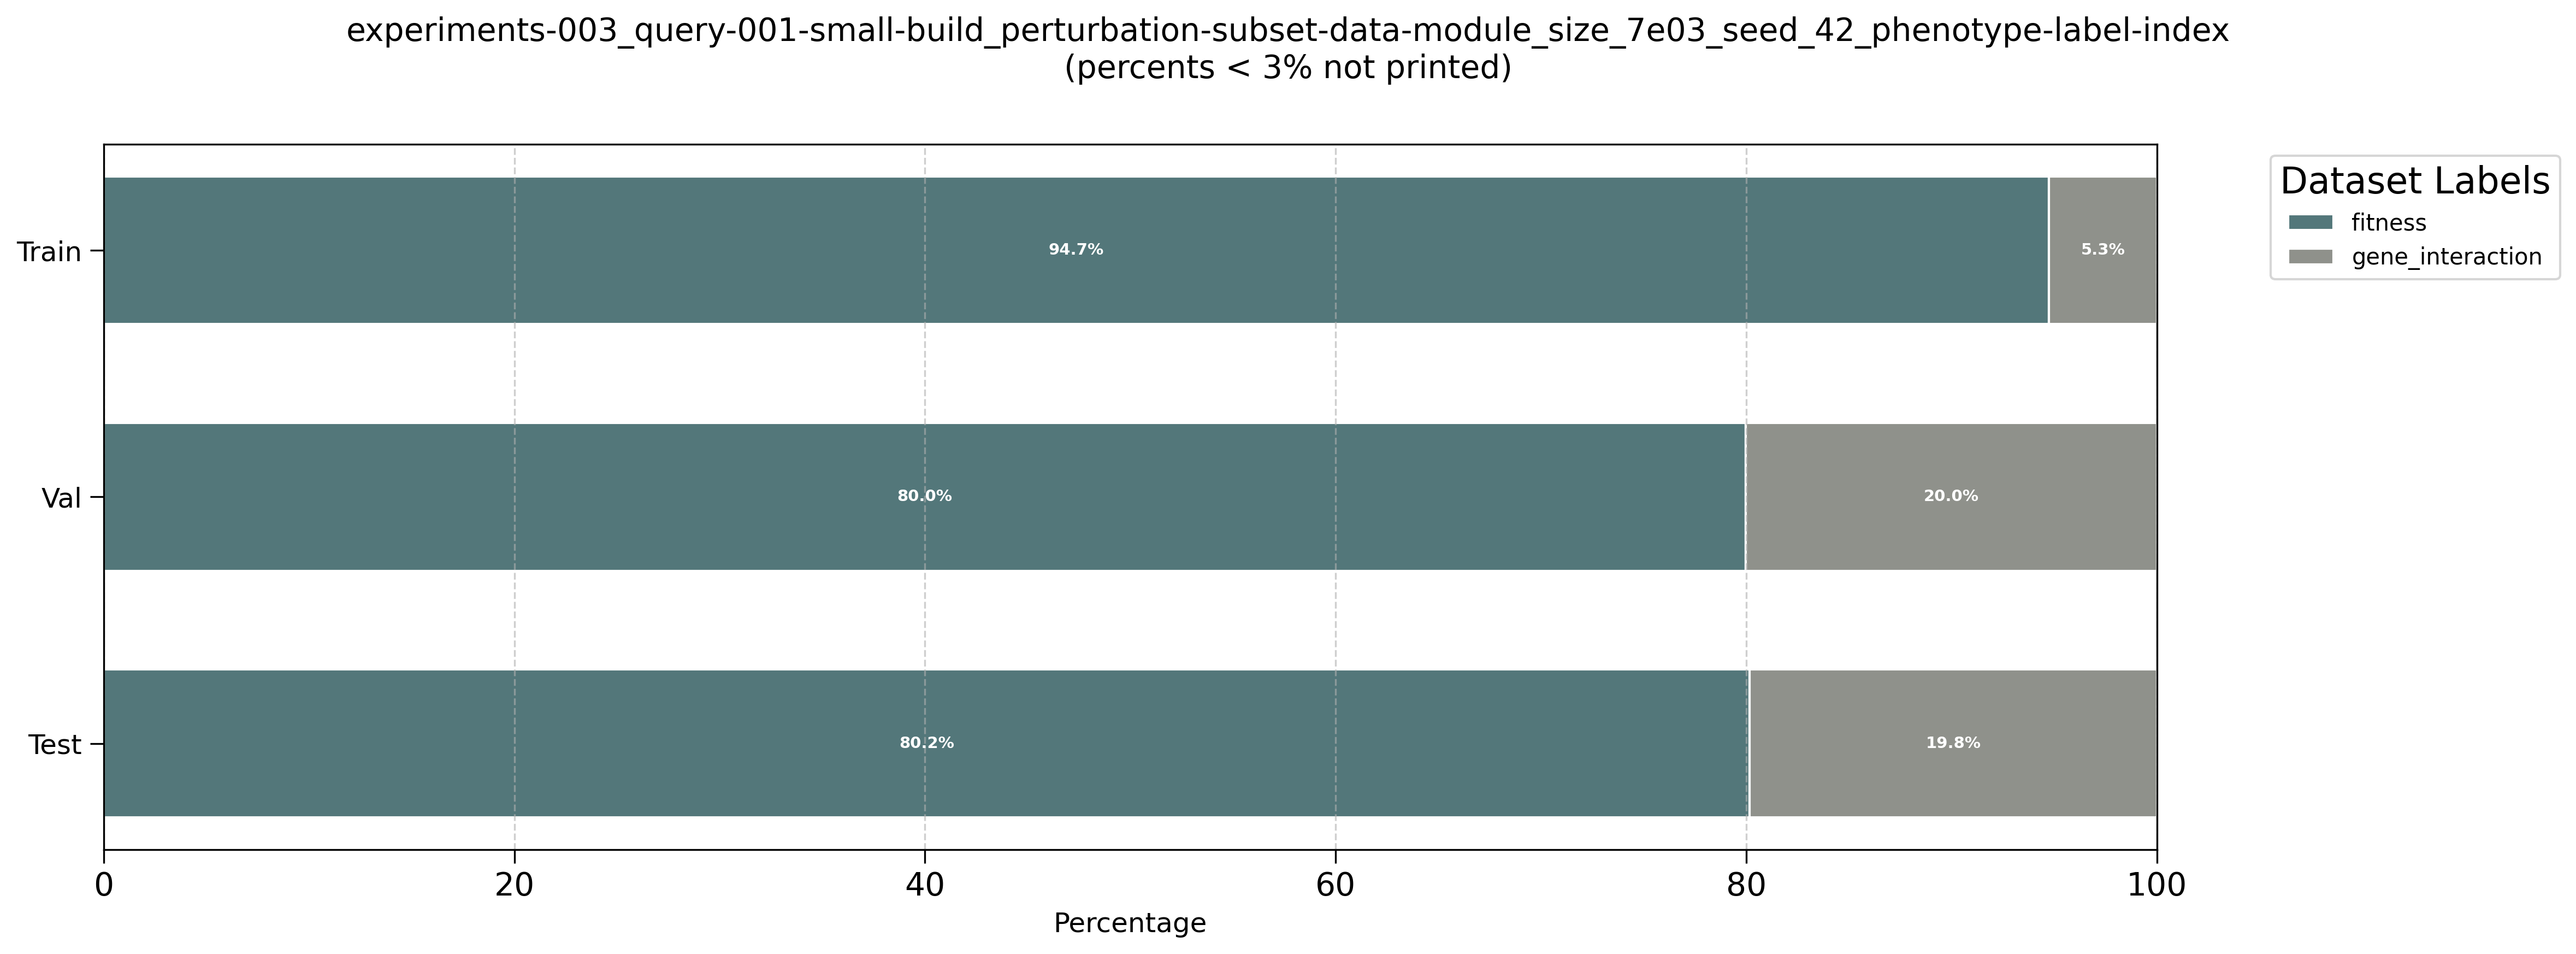 experiments-003_query-001-small-build_perturbation-subset-data-module_size_7e03_seed_42_phenotype-label-index
(percents < 3% not printed)
Dataset Labels
fitness
gene_interaction
Train
94.7%
5.3%
Val
80.0%
20.0%
Test
80.2%
19.8%
0
20
40
60
80
100
Percentage